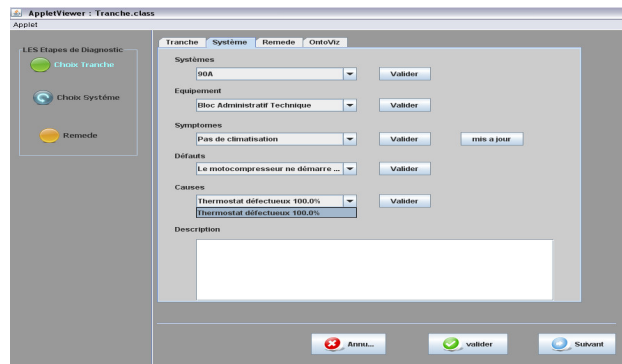 AppletViewer : Tranche.class
Applet
LES Etapes de Diagnostic
Choix Tranche
Choix Systéme
Remede
Tranche Système Remede OntoViz
Systèmes
90A Valider
Equipement
Bloc Administratif Technique Valider
Symptomes
Pas de climatisation Valider mis a jour
Défauts
Le motocompresseur ne démarre ... Valider
Causes
Thermostat défectueux 100.0% Valider
Thermostat défectueux 100.0%
Description
Annu... valider Suivant